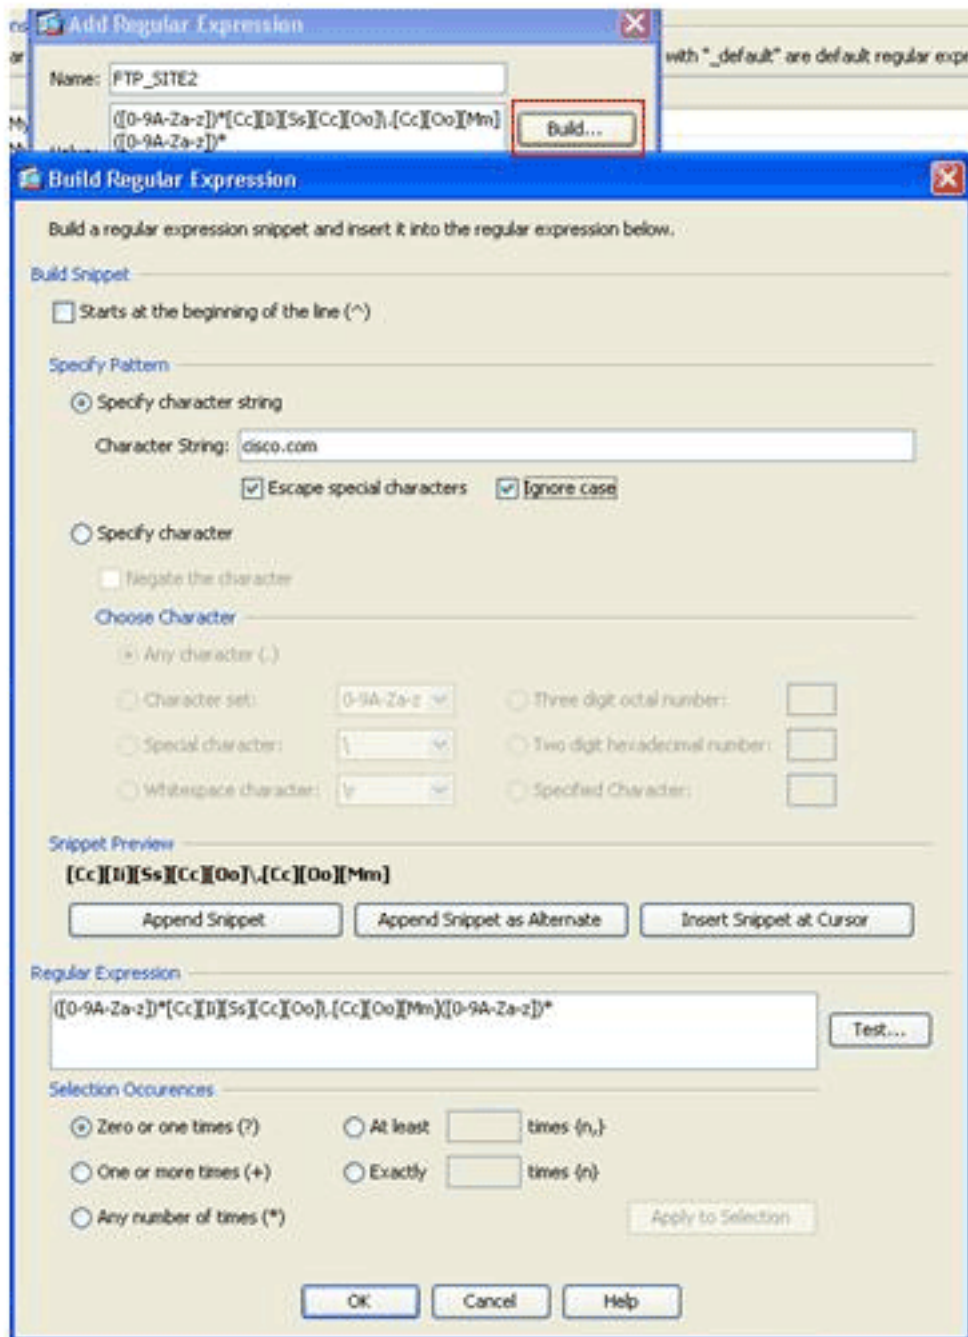 Add Regular Expression
with "_default" are default regular expre
Name: FTP_SITE2
([0-9A-Za-z])*[Cc][Ii][Ss][Cc][Oo]\.[Cc][Oo][Mm]
([0-9A-Za-z])*
Build...
Build Regular Expression
Build a regular expression snippet and insert it into the regular expression below.
Build Snippet
Starts at the beginning of the line (^)
Specify Pattern
Specify character string
Character String: cisco.com
Escape special characters Ignore case
Specify character
Negate the character
Choose Character
Any character (.)
Character set: 0-9A-Za-z Three digit octal number:
Special character: \ Two digit hexadecimal number:
Whitespace character: \r Specified Character:
Snippet Preview
[Cc][Ii][Ss][Cc][Oo]\.[Cc][Oo][Mm]
Append Snippet Append Snippet as Alternate Insert Snippet at Cursor
Regular Expression
([0-9A-Za-z])*[Cc][Ii][Ss][Cc][Oo]\.[Cc][Oo][Mm]([0-9A-Za-z])*
Test...
Selection Occurences
Zero or one times (?) At least times {n,}
One or more times (+) Exactly times {n}
Any number of times (*) Apply to Selection
OK Cancel Help